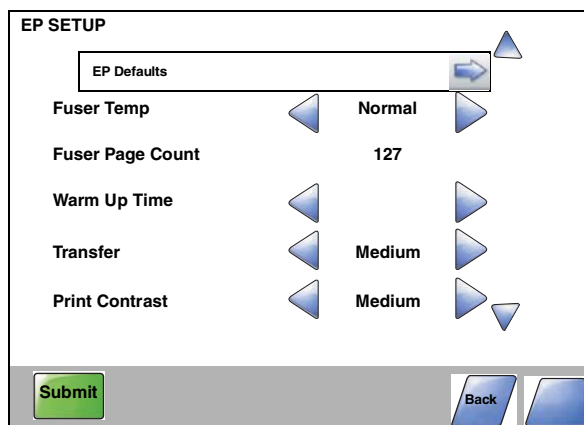 EP SETUP
EP Defaults
Fuser Temp Normal
Fuser Page Count 127
Warm Up Time
Transfer Medium
Print Contrast Medium
Submit
Back